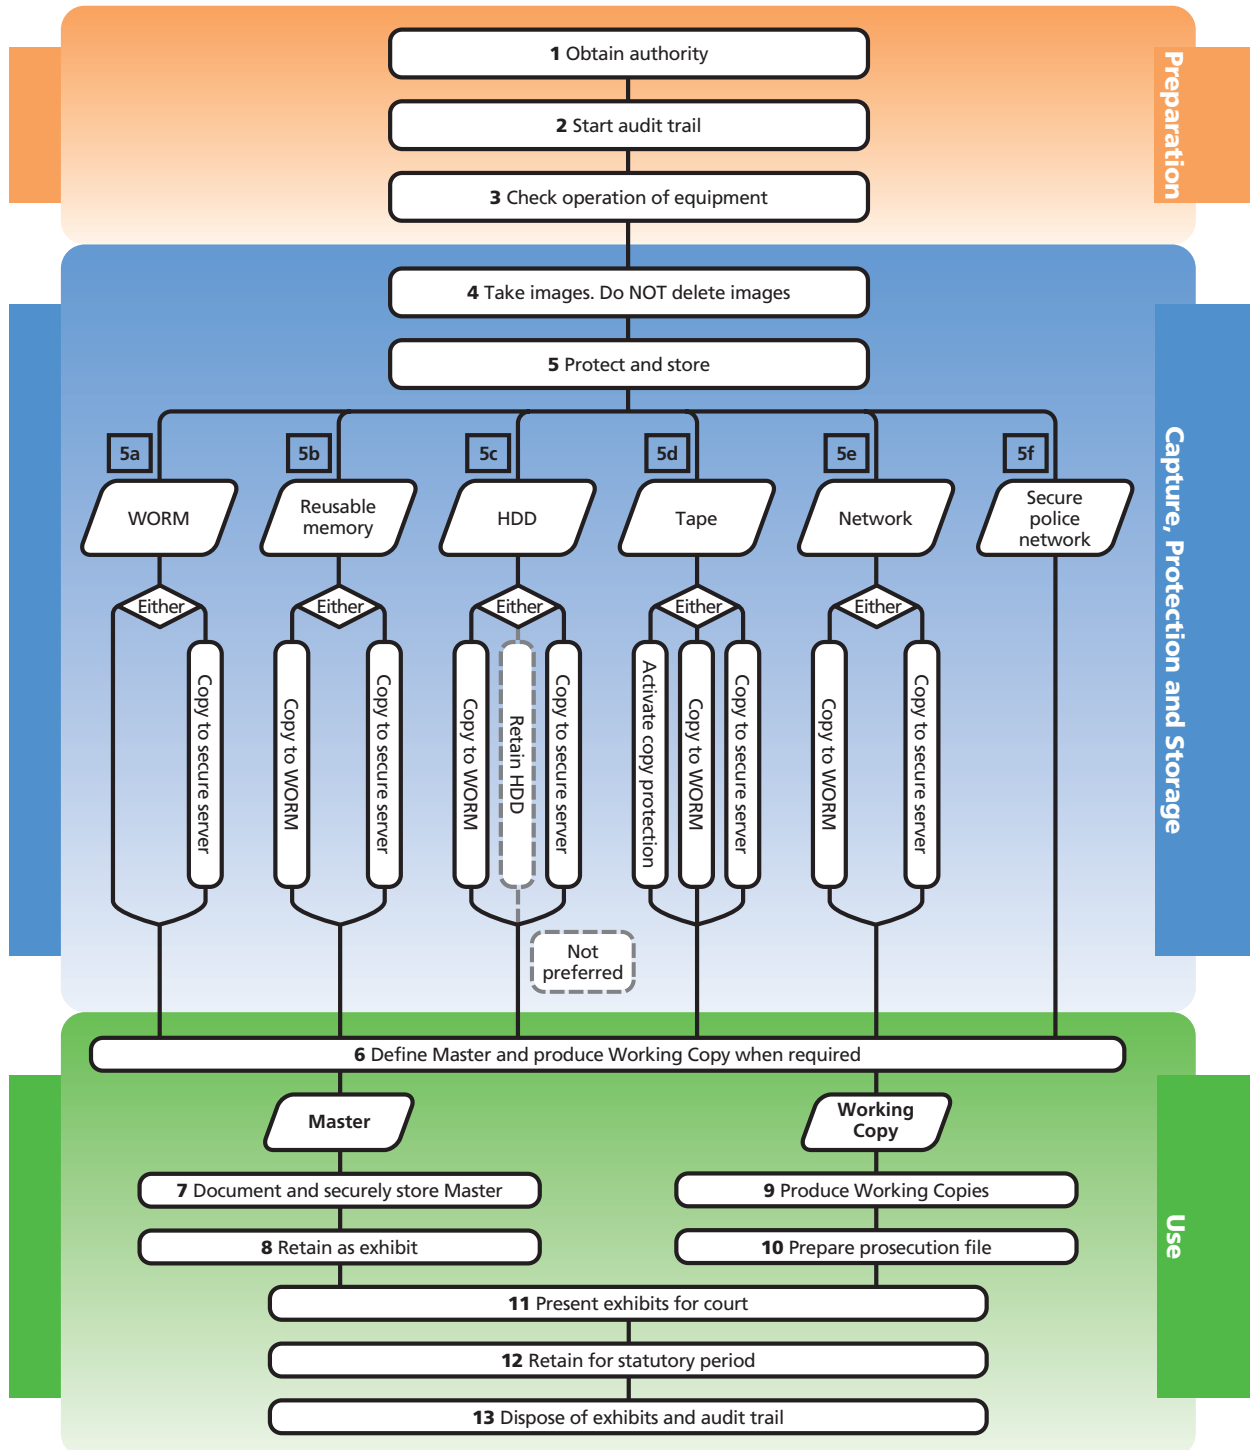 1 Obtain authority
2 Start audit trail
3 Check operation of equipment
Preparation
4 Take images. Do NOT delete images
5 Protect and store
5a
5b
5c
5d
5e
5f
WORM
Reusable
memory
HDD
Tape
Network
Secure
police
network
Either
Either
Either
Either
Either
Copy to secure server
Copy to WORM
Copy to secure server
Copy to WORM
Retain HDD
Copy to secure server
Activate copy protection
Copy to WORM
Copy to secure server
Copy to WORM
Copy to secure server
Not
preferred
Capture, Protection and Storage
6 Define Master and produce Working Copy when required
Master
Working
Copy
7 Document and securely store Master
9 Produce Working Copies
8 Retain as exhibit
10 Prepare prosecution file
11 Present exhibits for court
12 Retain for statutory period
13 Dispose of exhibits and audit trail
Use